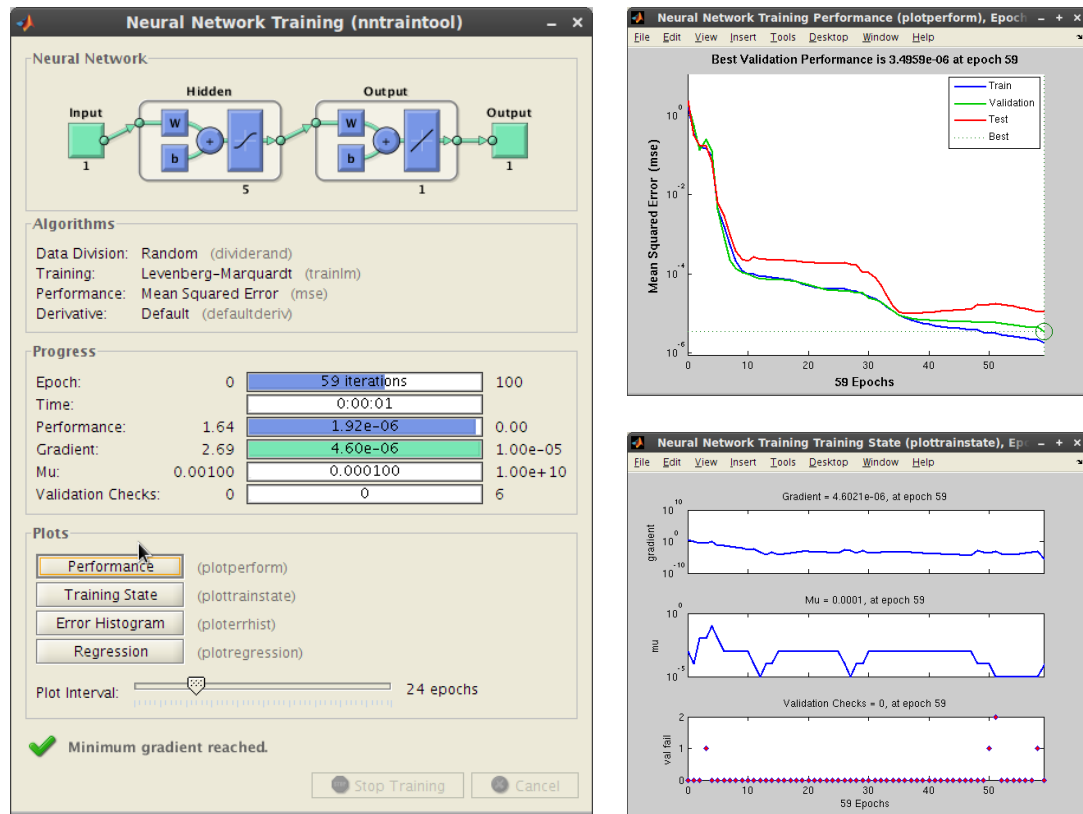 Neural Network Training (nntraintool)
Neural Network
Hidden
Output
Input
Output
W
b
+
W
b
+
1
5
1
1
Algorithms
Data Division: Random (dividerand)
Training: Levenberg-Marquardt (trainlm)
Performance: Mean Squared Error (mse)
Derivative: Default (defaultderiv)
Progress
Epoch: 0 59 iterations 100
Time: 0:00:01
Performance: 1.64 1.92e-06 0.00
Gradient: 2.69 4.60e-06 1.00e-05
Mu: 0.00100 0.000100 1.00e+10
Validation Checks: 0 0 6
Plots
Performance (plotperform)
Training State (plottrainstate)
Error Histogram (ploterrhist)
Regression (plotregression)
Plot Interval: 24 epochs
Minimum gradient reached.
Stop Training Cancel
Neural Network Training Performance (plotperform), Epoch
File Edit View Insert Tools Desktop Window Help
Best Validation Performance is 3.4959e-06 at epoch 59
Train
Validation
Test
Best
Mean Squared Error (mse)
10^0
10^-2
10^-4
10^-6
0 10 20 30 40 50
59 Epochs
Neural Network Training Training State (plottrainstate), Ep
File Edit View Insert Tools Desktop Window Help
Gradient = 4.6021e-06, at epoch 59
gradient
10^10
10^0
10^-10
Mu = 0.0001, at epoch 59
mu
10^0
10^-5
Validation Checks = 0, at epoch 59
val fail
2
1
0
0 10 20 30 40 50
59 Epochs